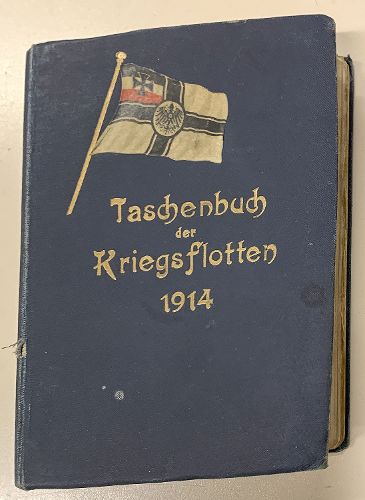 Taschenbuch
der
Kriegsflotten
1914